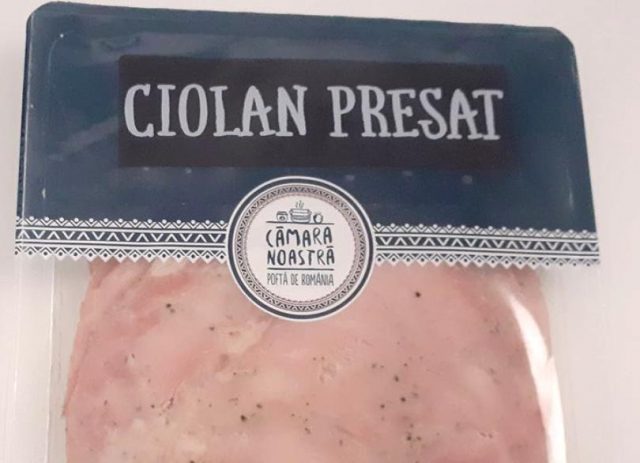 CIOLAN PRESAT
CĂMARA
NOASTRĂ
POFTĂ DE ROMÂNIA